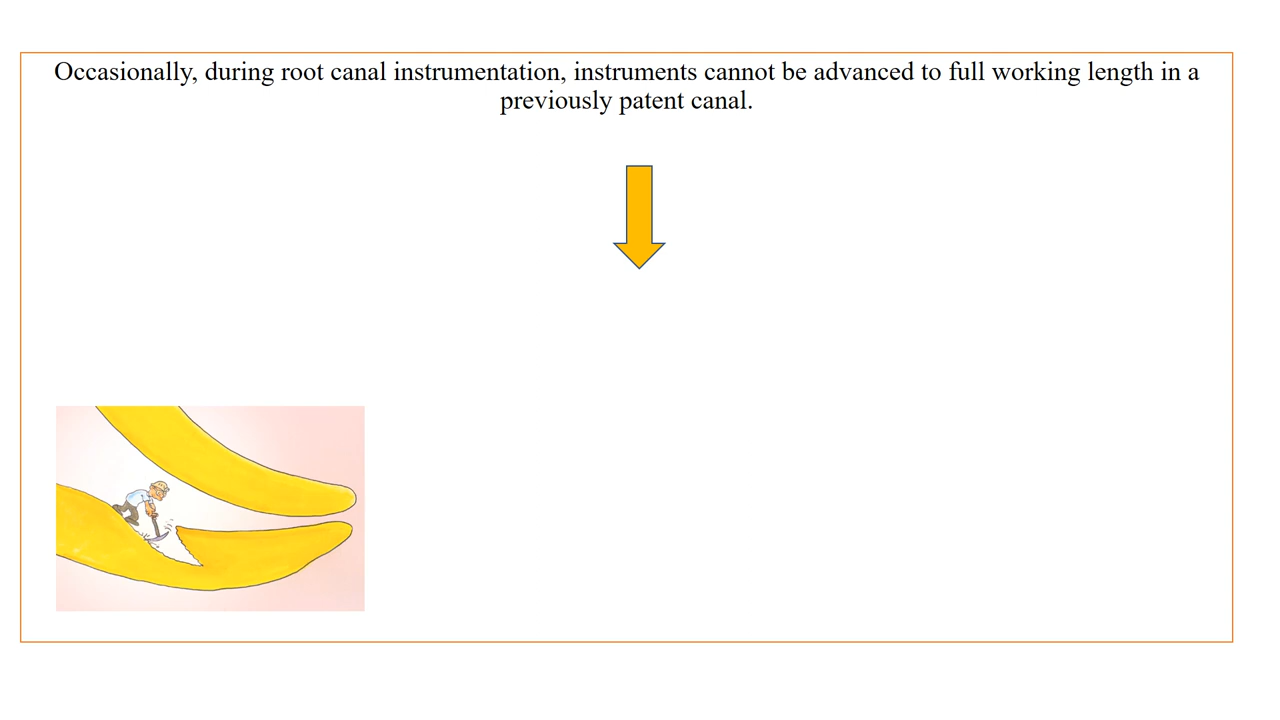 Occasionally, during root canal instrumentation, instruments cannot be advanced to full working length in a
previously patent canal.